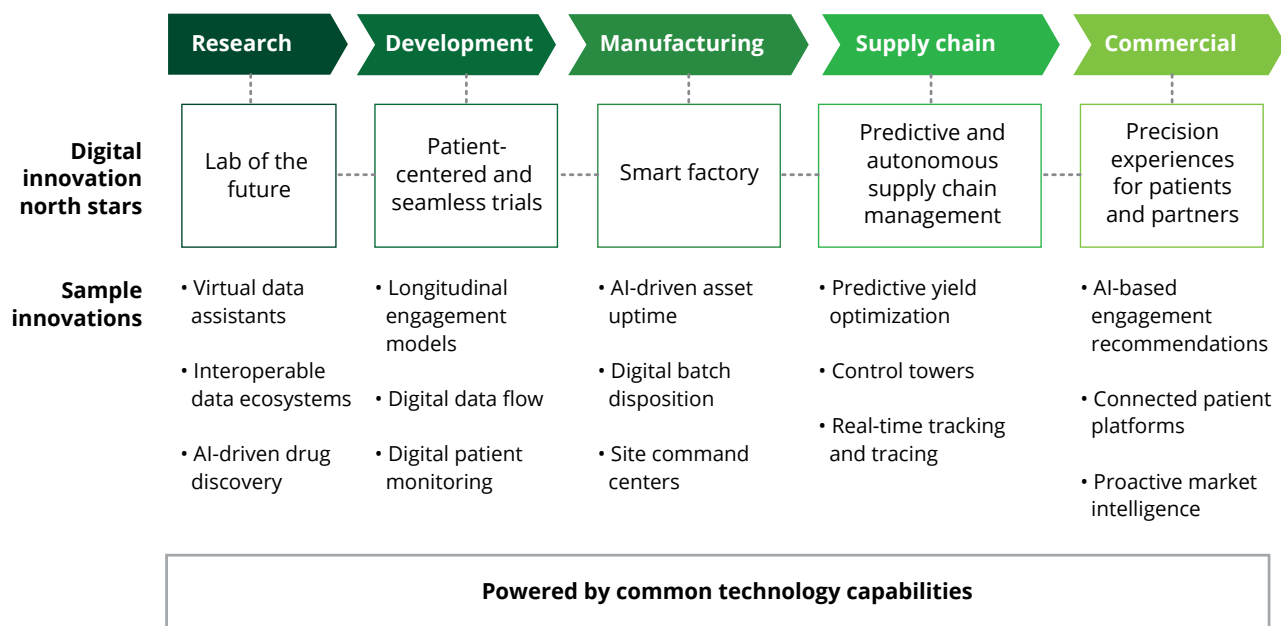 Research
Development
Manufacturing
Supply chain
Commercial
Digital
innovation
north stars
Lab of the
future
Patient-
centered and
seamless trials
Smart factory
Predictive and
autonomous
supply chain
management
Precision
experiences
for patients
and partners
Sample
innovations
• Virtual data
assistants
• Interoperable
data ecosystems
• AI-driven drug
discovery
• Longitudinal
engagement
models
• Digital data flow
• Digital patient
monitoring
• AI-driven asset
uptime
• Digital batch
disposition
• Site command
centers
• Predictive yield
optimization
• Control towers
• Real-time tracking
and tracing
• AI-based
engagement
recommendations
• Connected patient
platforms
• Proactive market
intelligence
Powered by common technology capabilities